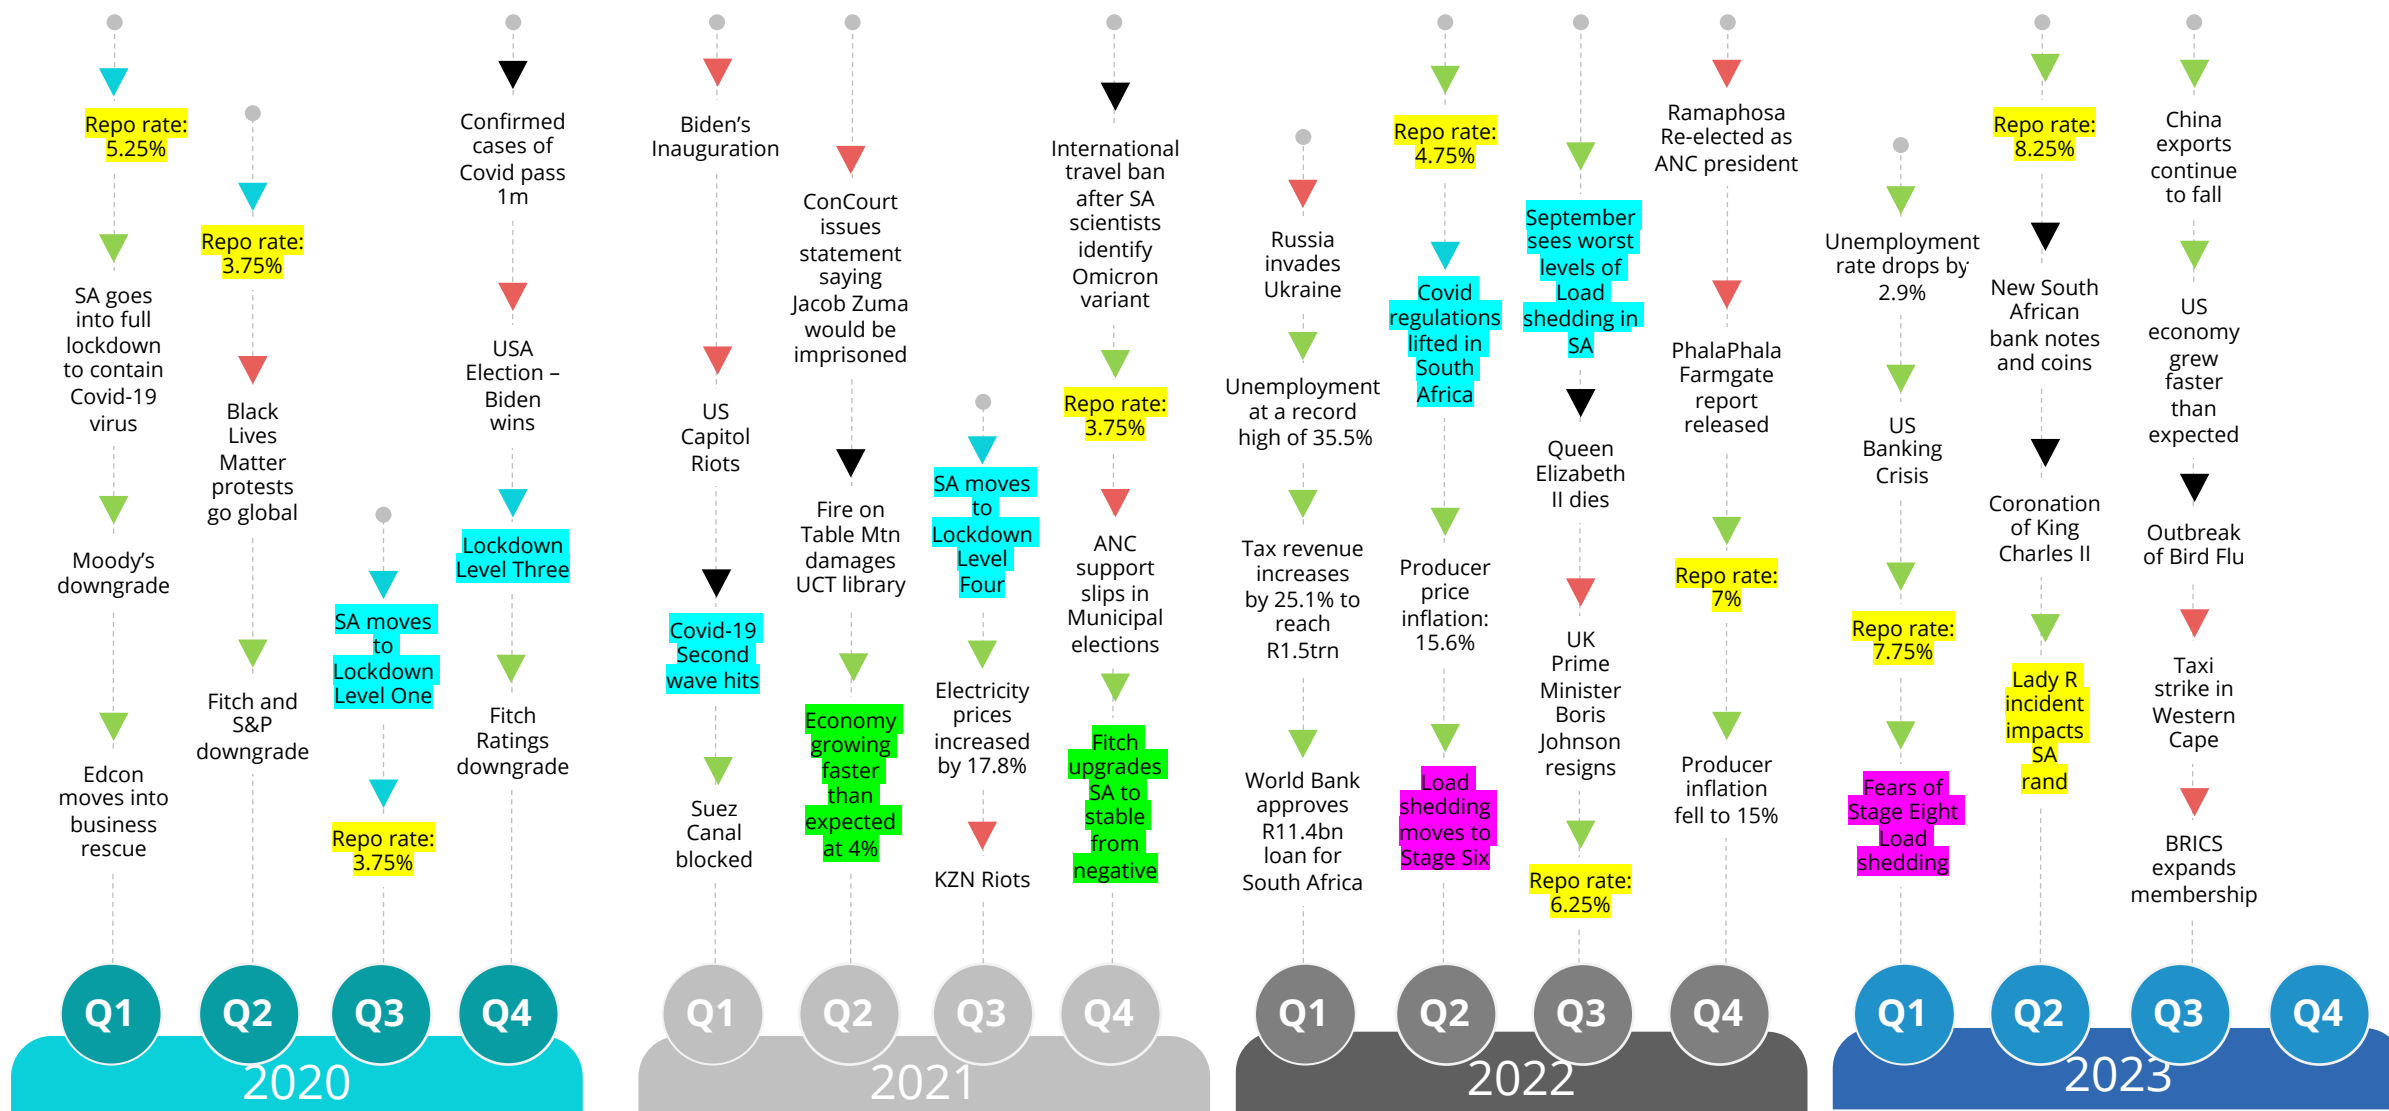 Repo rate:
5.25%
SA goes
into full
lockdown
to contain
Covid-19
virus
Moody's
downgrade
Edcon
moves into
business
rescue
Repo rate:
3.75%
Black
Lives
Matter
protests
go global
Fitch and
S&P
downgrade
SA moves
to
Lockdown
Level One
Repo rate:
3.75%
Confirmed
cases of
Covid pass
1m
USA
Election –
Biden
wins
Lockdown
Level Three
Fitch
Ratings
downgrade
Biden's
Inauguration
US
Capitol
Riots
Covid-19
Second
wave hits
Suez
Canal
blocked
ConCourt
issues
statement
saying
Jacob Zuma
would be
imprisoned
Fire on
Table Mtn
damages
UCT library
Economy
growing
faster
than
expected
at 4%
SA moves
to
Lockdown
Level
Four
Electricity
prices
increased
by 17.8%
KZN Riots
International
travel ban
after SA
scientists
identify
Omicron
variant
Repo rate:
3.75%
ANC
support
slips in
Municipal
elections
Fitch
upgrades
SA to
stable
from
negative
Russia
invades
Ukraine
Unemployment
at a record
high of 35.5%
Tax revenue
increases
by 25.1% to
reach
R1.5trn
World Bank
approves
R11.4bn
loan for
South Africa
Repo rate:
4.75%
Covid
regulations
lifted in
South
Africa
Producer
price
inflation:
15.6%
Load
shedding
moves to
Stage Six
September
sees worst
levels of
Load
shedding in
SA
Queen
Elizabeth
II dies
UK
Prime
Minister
Boris
Johnson
resigns
Repo rate:
6.25%
Ramaphosa
Re-elected as
ANC president
PhalaPhala
Farmgate
report
released
Repo rate:
7%
Producer
inflation
fell to 15%
Unemployment
rate drops by
2.9%
US
Banking
Crisis
Repo rate:
7.75%
Fears of
Stage Eight
Load
shedding
Repo rate:
8.25%
New South
African
bank notes
and coins
Coronation
of King
Charles II
Lady R
incident
impacts
SA
rand
China
exports
continue
to fall
US
economy
grew
faster
than
expected
Outbreak
of Bird Flu
Taxi
strike in
Western
Cape
BRICS
expands
membership
Q1
Q2
Q3
Q4
2020
Q1
Q2
Q3
Q4
2021
Q1
Q2
Q3
Q4
2022
Q1
Q2
Q3
Q4
2023